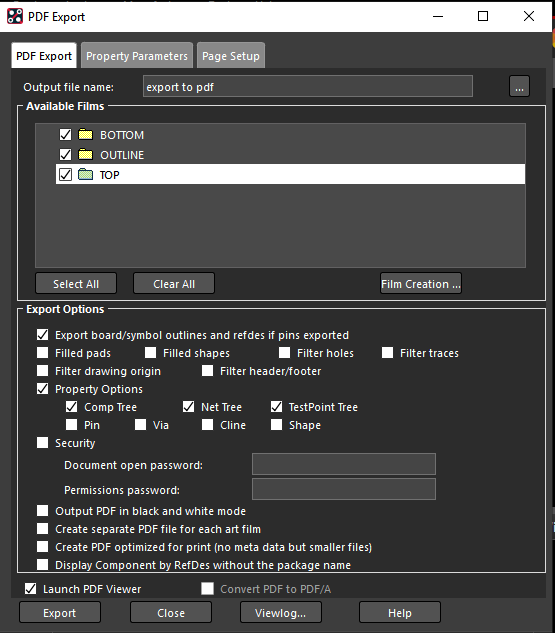 PDF Export
PDF Export Property Parameters Page Setup
Output file name: export to pdf ...
Available Films
BOTTOM
OUTLINE
TOP
Select All Clear All Film Creation ...
Export Options
Export board/symbol outlines and refdes if pins exported
Filled pads Filled shapes Filter holes Filter traces
Filter drawing origin Filter header/footer
Property Options
Comp Tree Net Tree TestPoint Tree
Pin Via Cline Shape
Security
Document open password:
Permissions password:
Output PDF in black and white mode
Create separate PDF file for each art film
Create PDF optimized for print (no meta data but smaller files)
Display Component by RefDes without the package name
Launch PDF Viewer Convert PDF to PDF/A
Export Close Viewlog... Help